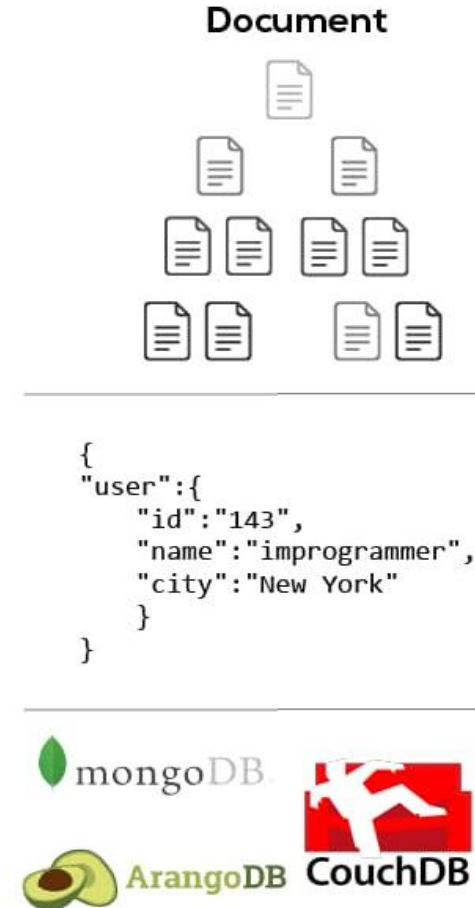 Document
{
"user":{
"id":"143",
"name":"improgrammer",
"city":"New York"
}
}
mongoDB.
ArangoDB
CouchDB